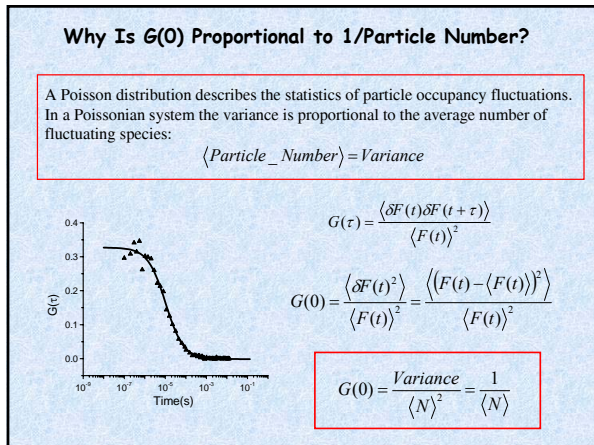 Why Is G(0) Proportional to 1/Particle Number?
A Poisson distribution describes the statistics of particle occupancy fluctuations.
In a Poissonian system the variance is proportional to the average number of
fluctuating species:
⟨Particle_Number⟩ = Variance
G(τ) = ⟨δF(t)δF(t + τ)⟩ / ⟨F(t)⟩²
G(0) = ⟨δF(t)²⟩ / ⟨F(t)⟩² = ⟨(F(t) − ⟨F(t)⟩)²⟩ / ⟨F(t)⟩²
G(0) = Variance / ⟨N⟩² = 1 / ⟨N⟩
G(τ)
0.4
0.3
0.2
0.1
0.0
10⁻⁹ 10⁻⁷ 10⁻⁵ 10⁻³ 10⁻¹
Time(s)